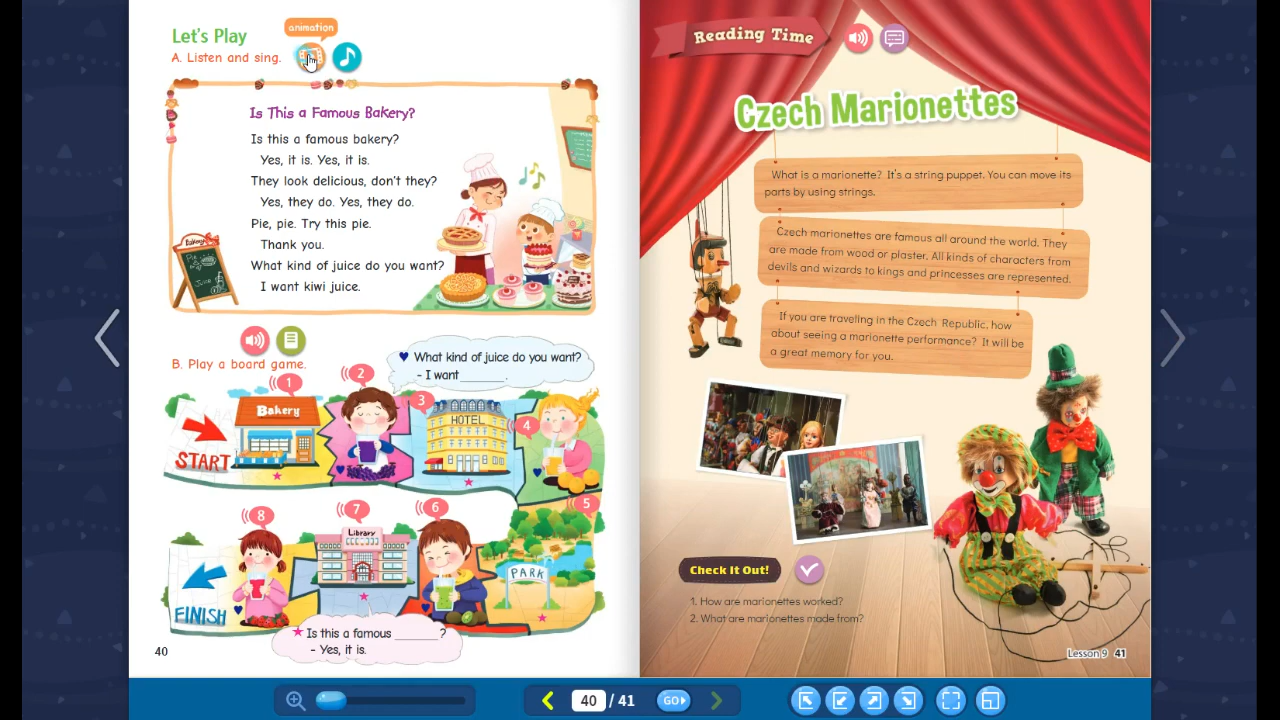 Let's Play
animation
A. Listen and sing.
Is This a Famous Bakery?
Is this a famous bakery?
Yes, it is. Yes, it is.
They look delicious, don't they?
Yes, they do. Yes, they do.
Pie, pie. Try this pie.
Thank you.
What kind of juice do you want?
I want kiwi juice.
Bakery
Pie
Juice
B. Play a board game.
♥ What kind of juice do you want?
- I want ______.
START
1
Bakery
2
3
HOTEL
4
5
PARK
6
7
Library
8
FINISH
★ Is this a famous ______ ?
- Yes, it is.
40
Reading Time
Czech Marionettes
What is a marionette? It's a string puppet. You can move its
parts by using strings.
Czech marionettes are famous all around the world. They
are made from wood or plaster. All kinds of characters from
devils and wizards to kings and princesses are represented.
If you are traveling in the Czech Republic, how
about seeing a marionette performance? It will be
a great memory for you.
Check It Out!
1. How are marionettes worked?
2. What are marionettes made from?
Lesson 9 41
40 / 41 GO